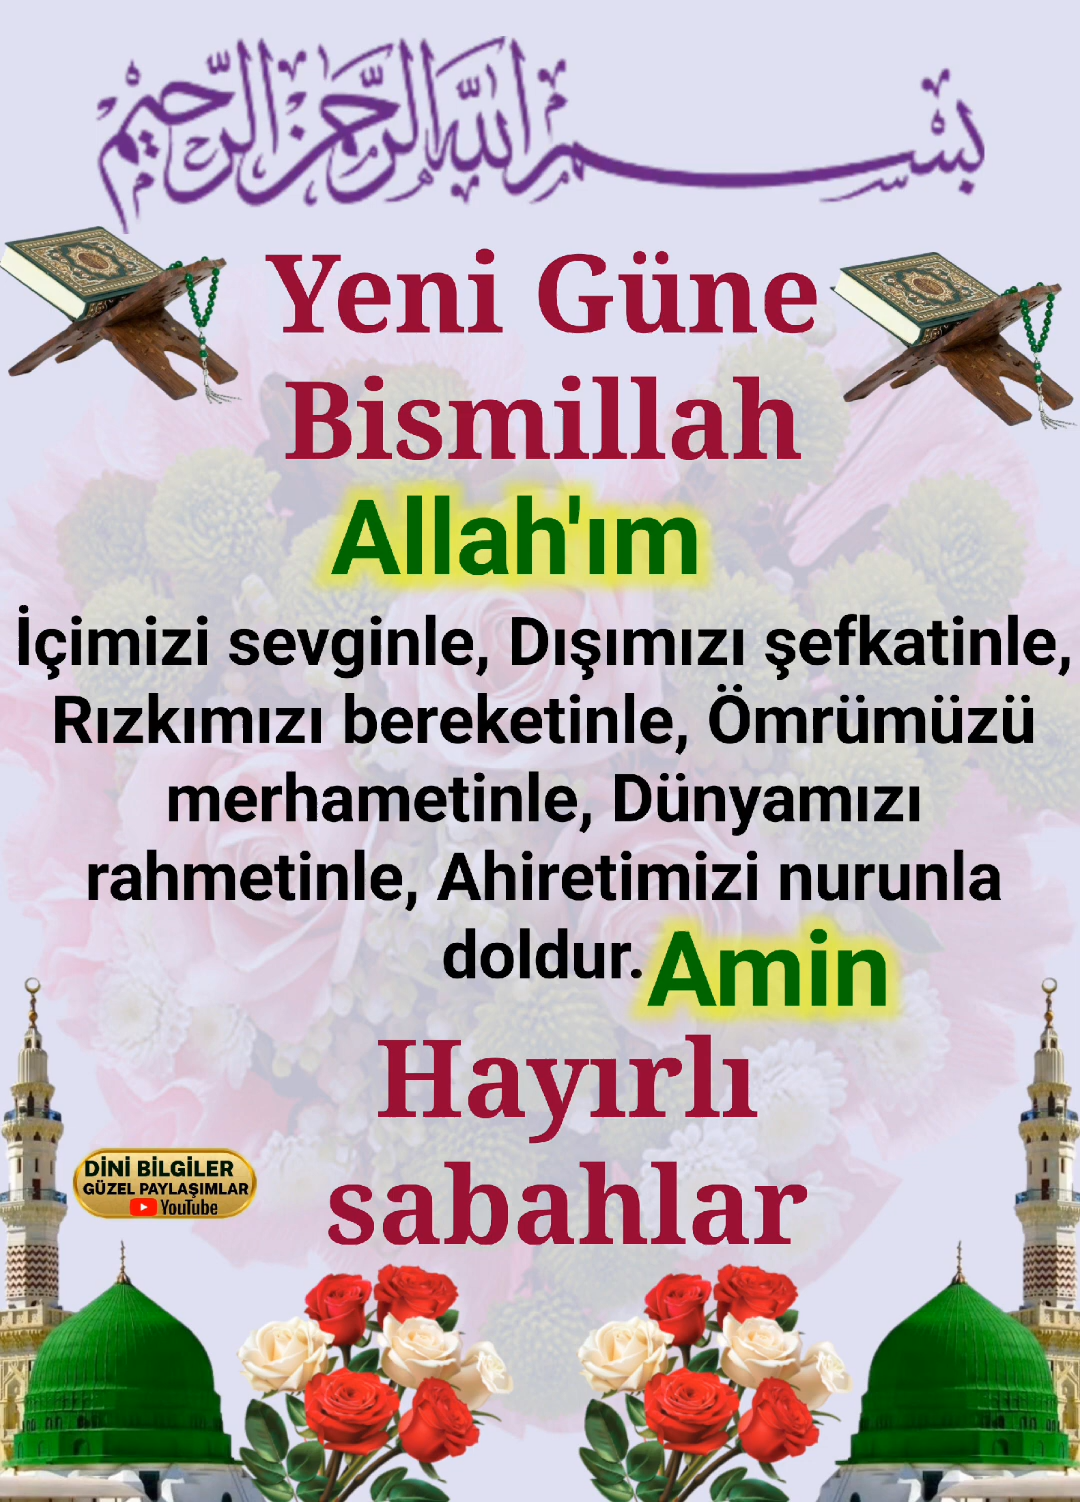 بسم الله الرحمن الرحيم
Yeni Güne
Bismillah
Allah'ım
İçimizi sevginle, Dışımızı şefkatinle,
Rızkımızı bereketinle, Ömrümüzü
merhametinle, Dünyamızı
rahmetinle, Ahiretimizi nurunla
doldur. Amin
Hayırlı
sabahlar
DİNİ BİLGİLER
GÜZEL PAYLAŞIMLAR
YouTube